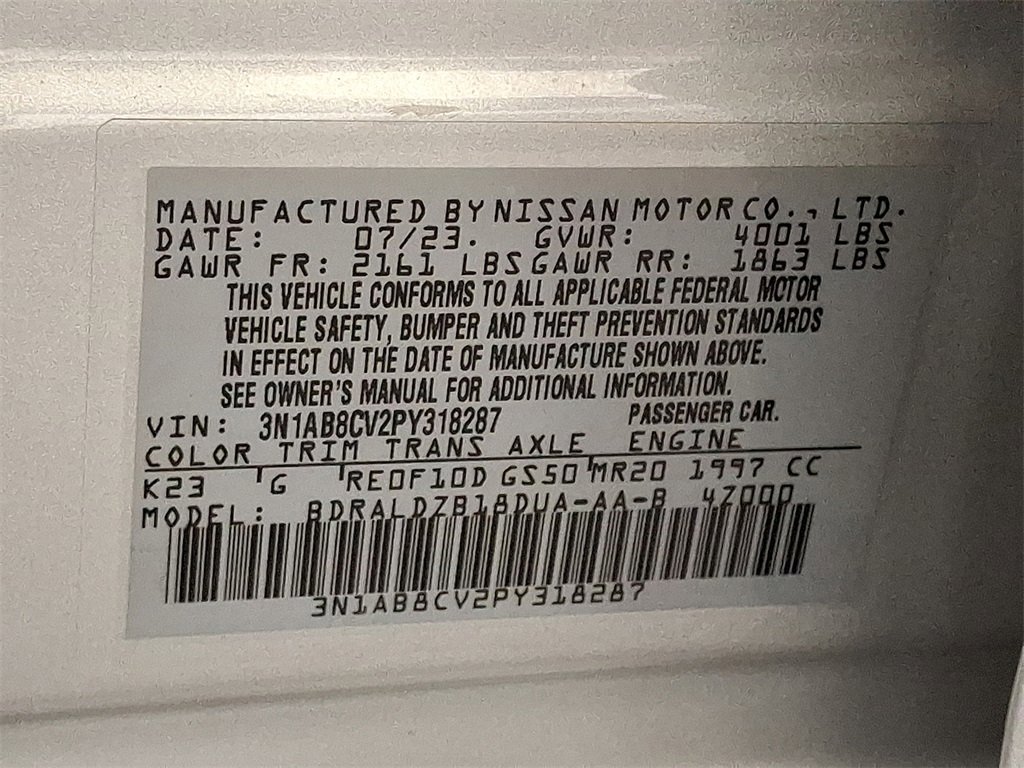 MANUFACTURED BY NISSAN MOTOR CO., LTD.
DATE: 07/23. GVWR: 4001 LBS
GAWR FR: 2161 LBS GAWR RR: 1863 LBS
THIS VEHICLE CONFORMS TO ALL APPLICABLE FEDERAL MOTOR
VEHICLE SAFETY, BUMPER AND THEFT PREVENTION STANDARDS
IN EFFECT ON THE DATE OF MANUFACTURE SHOWN ABOVE.
SEE OWNER'S MANUAL FOR ADDITIONAL INFORMATION.
VIN: 3N1AB8CV2PY318287 PASSENGER CAR.
COLOR TRIM TRANS AXLE ENGINE
K23 G RE0F10D GS50 MR20 1997 CC
MODEL: BDRALDZB18DUA-AA-B 4Z000
3N1AB8CV2PY318287